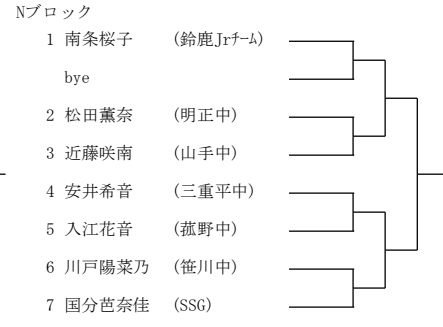 Nブロック
1 南条桜子 (鈴鹿Jrチーム)
bye
2 松田薫奈 (明正中)
3 近藤咲南 (山手中)
4 安井希音 (三重平中)
5 入江花音 (菰野中)
6 川戸陽菜乃 (笹川中)
7 国分芭奈佳 (SSG)